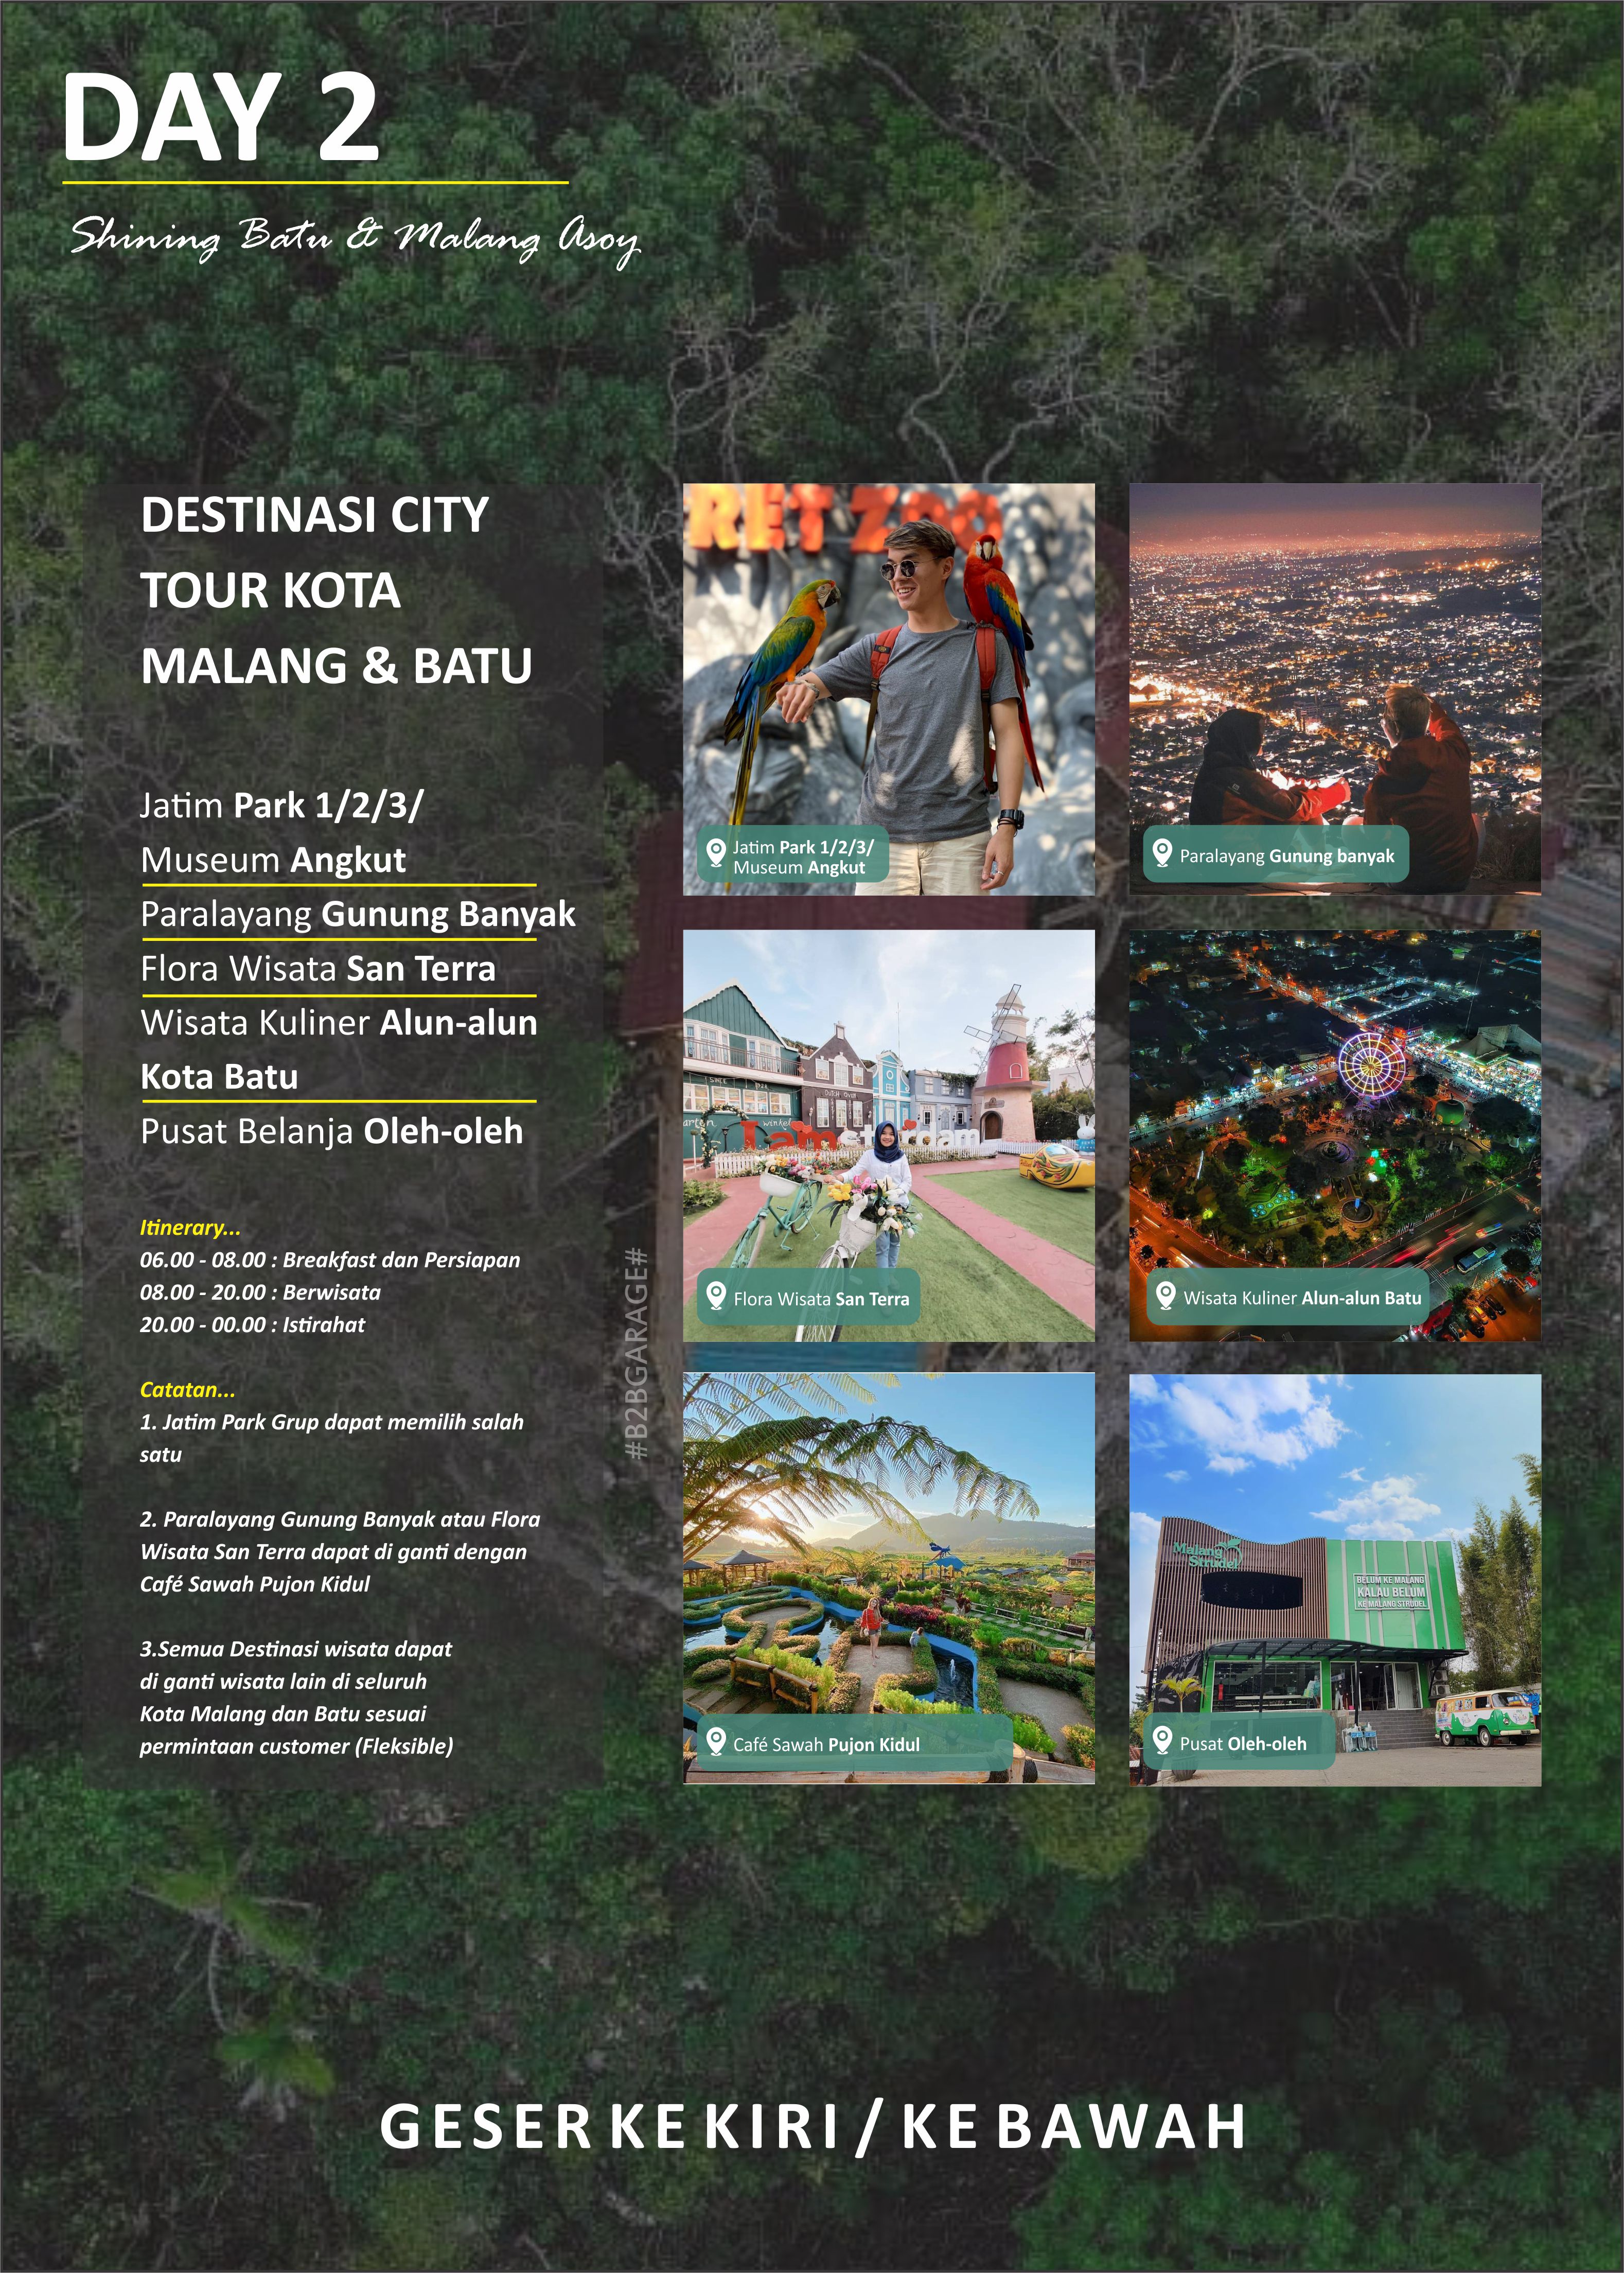 DAY 2
Shining Batu & Malang Asoy
DESTINASI CITY
TOUR KOTA
MALANG & BATU
Jatim Park 1/2/3/
Museum Angkut
Paralayang Gunung Banyak
Flora Wisata San Terra
Wisata Kuliner Alun-alun
Kota Batu
Pusat Belanja Oleh-oleh
Itinerary...
06.00 - 08.00 : Breakfast dan Persiapan
08.00 - 20.00 : Berwisata
20.00 - 00.00 : Istirahat
Catatan...
1. Jatim Park Grup dapat memilih salah
satu
2. Paralayang Gunung Banyak atau Flora
Wisata San Terra dapat di ganti dengan
Café Sawah Pujon Kidul
3.Semua Destinasi wisata dapat
di ganti wisata lain di seluruh
Kota Malang dan Batu sesuai
permintaan customer (Fleksible)
#B2BGARAGE#
RET ZOO
Jatim Park 1/2/3/
Museum Angkut
Paralayang Gunung banyak
winkel
Flora Wisata San Terra
Wisata Kuliner Alun-alun Batu
Café Sawah Pujon Kidul
Malang
Strudel
BELUM KE MALANG
KALAU BELUM
KE MALANG STRUDEL
Pusat Oleh-oleh
GESER KE KIRI / KE BAWAH